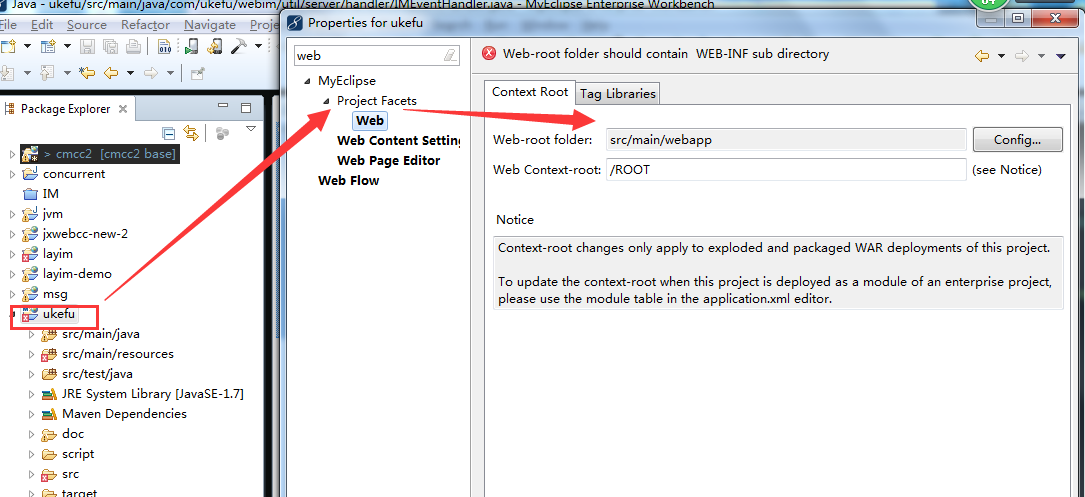 Java - ukefu/src/main/java/com/ukefu/webim/util/server/handler/IMEventHandler.java - MyEclipse Enterprise Workbench
File Edit Source Refactor Navigate
Package Explorer
> cmcc2 [cmcc2 base]
concurrent
IM
jvm
jxwebcc-new-2
layim
layim-demo
msg
ukefu
src/main/java
src/main/resources
src/test/java
JRE System Library [JavaSE-1.7]
Maven Dependencies
doc
script
src
target
Properties for ukefu
web
MyEclipse
Project Facets
Web
Web Content Setting
Web Page Editor
Web Flow
Web-root folder should contain WEB-INF sub directory
Context Root
Tag Libraries
Web-root folder: src/main/webapp Config...
Web Context-root: /ROOT (see Notice)
Notice
Context-root changes only apply to exploded and packaged WAR deployments of this project.
To update the context-root when this project is deployed as a module of an enterprise project,
please use the module table in the application.xml editor.